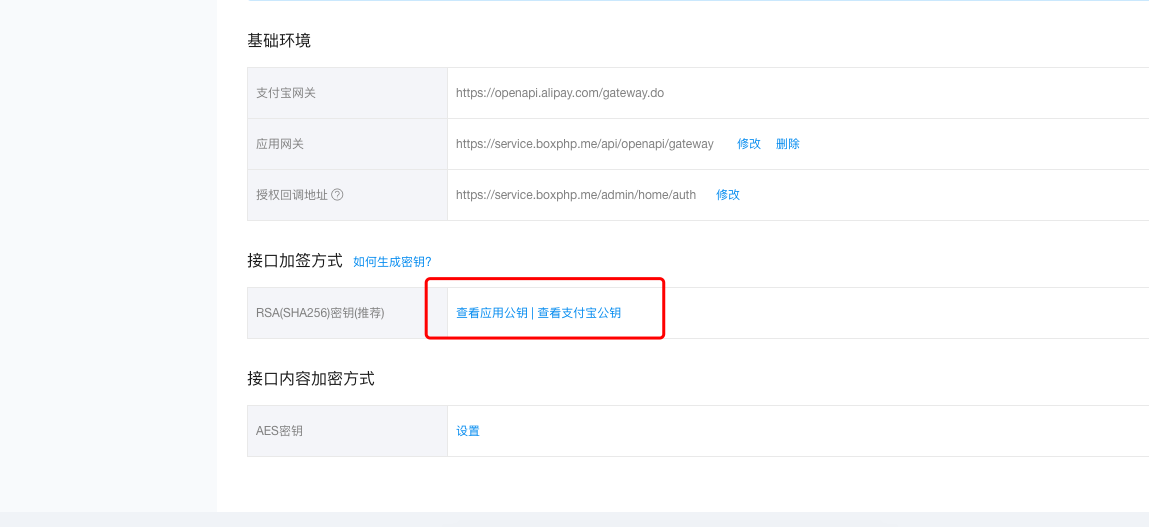 基础环境
支付宝网关 https://openapi.alipay.com/gateway.do
应用网关 https://service.boxphp.me/api/openapi/gateway 修改 删除
授权回调地址 ? https://service.boxphp.me/admin/home/auth 修改
接口加签方式 如何生成密钥?
RSA(SHA256)密钥(推荐) 查看应用公钥 | 查看支付宝公钥
接口内容加密方式
AES密钥 设置